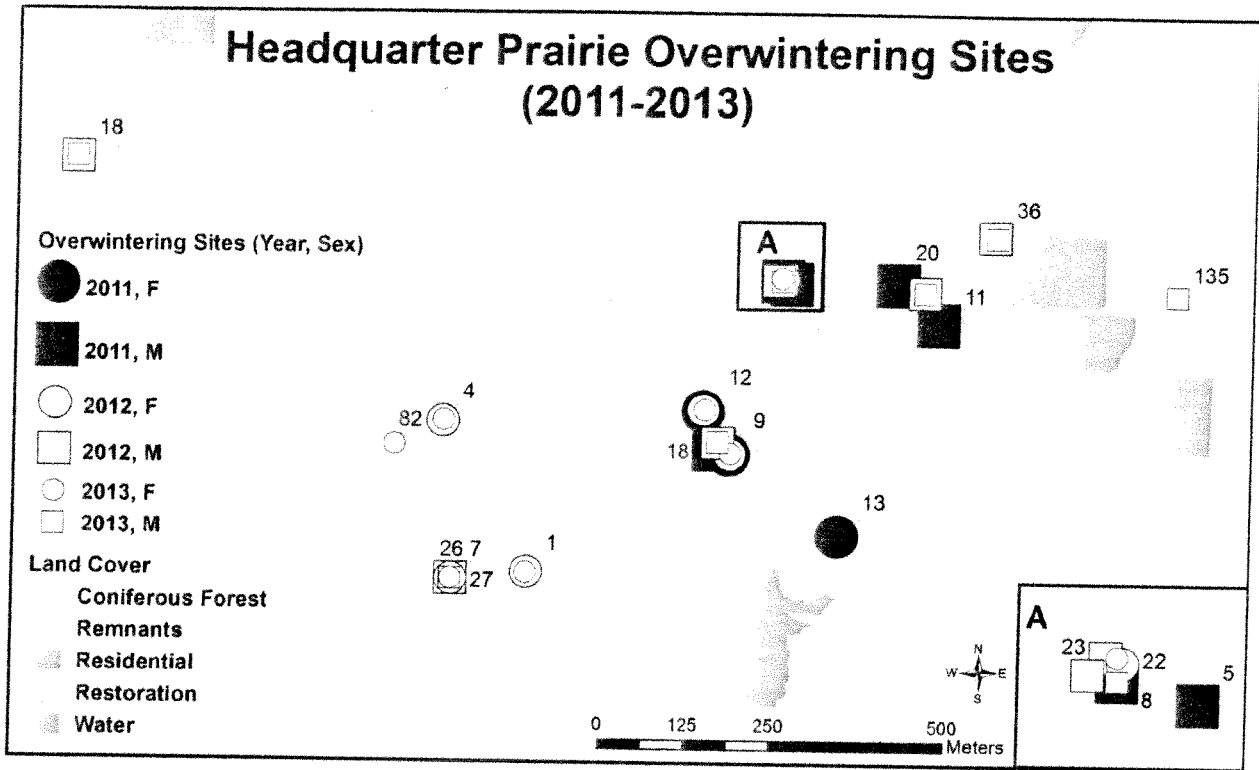 Headquarter Prairie Overwintering Sites
(2011-2013)
18
36
A
20
135
11
Overwintering Sites (Year, Sex)
2011, F
2011, M
2012, F
2012, M
2013, F
2013, M
4
82
12
9
18
13
26 7
27
1
Land Cover
Coniferous Forest
Remnants
Residential
Restoration
Water
N
W E
S
0 125 250 500
Meters
A
23
22
8
5